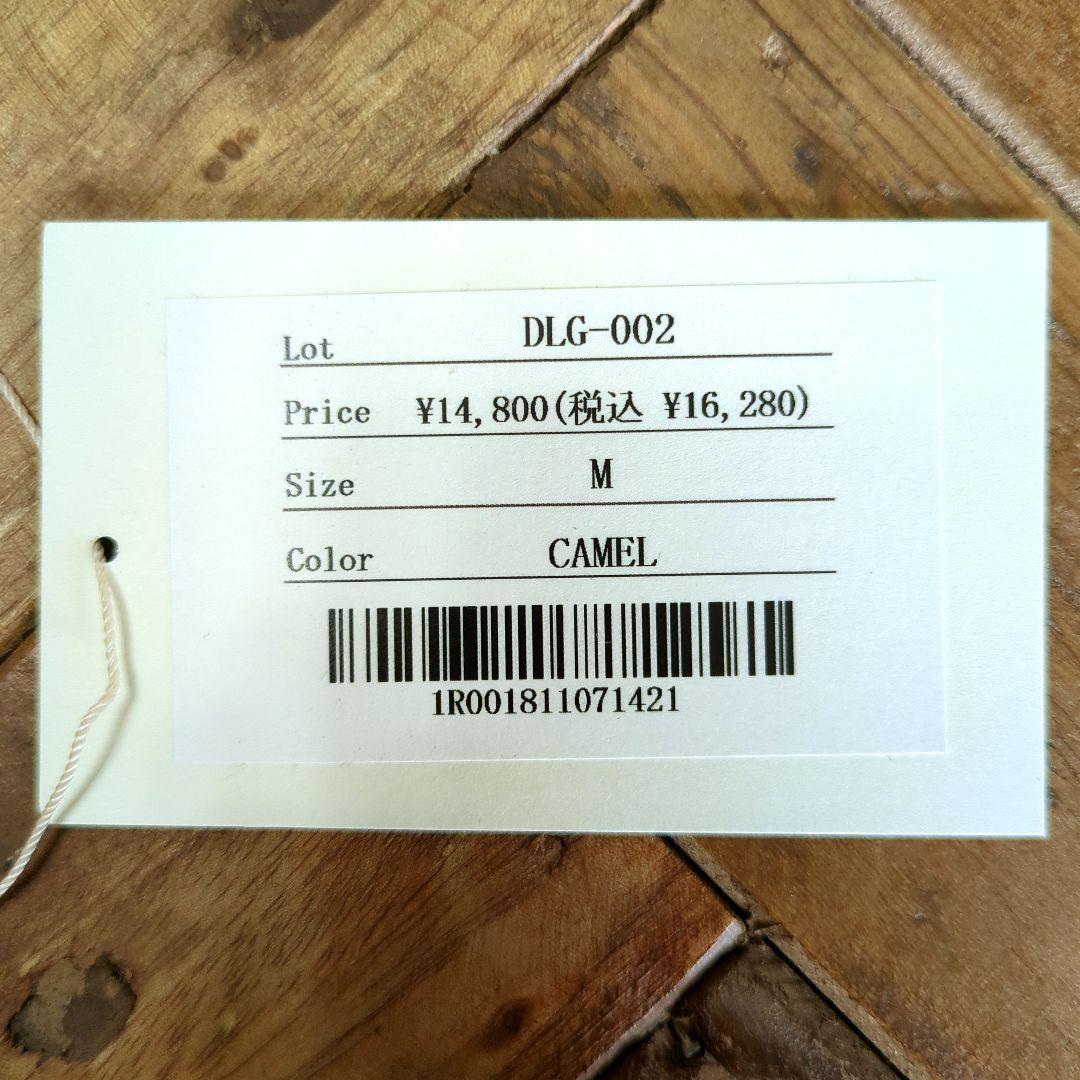 Lot DLG-002
Price ¥14,800(税込 ¥16,280)
Size M
Color CAMEL
1R001811071421